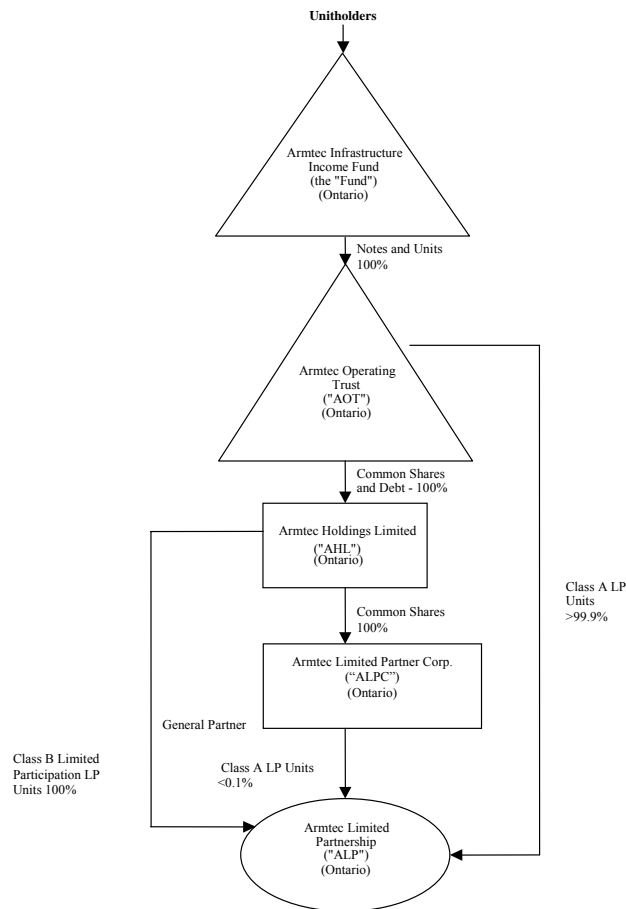 Unitholders
Armtec Infrastructure
Income Fund
(the "Fund")
(Ontario)
Notes and Units
100%
Armtec Operating
Trust
("AOT")
(Ontario)
Common Shares
and Debt - 100%
Armtec Holdings Limited
("AHL")
(Ontario)
Class A LP
Units
>99.9%
Common Shares
100%
Armtec Limited Partner Corp.
(“ALPC”)
(Ontario)
General Partner
Class B Limited
Participation LP
Units 100%
Class A LP Units
<0.1%
Armtec Limited
Partnership
("ALP")
(Ontario)